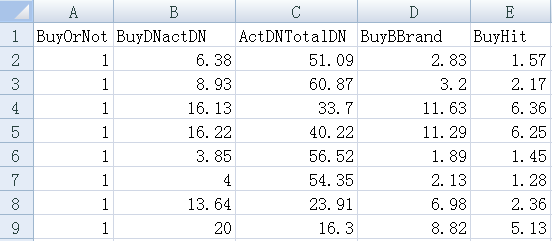 A B C D E
1 BuyOrNot BuyDNactDN ActDNTotalDN BuyBBrand BuyHit
2 1 6.38 51.09 2.83 1.57
3 1 8.93 60.87 3.2 2.17
4 1 16.13 33.7 11.63 6.36
5 1 16.22 40.22 11.29 6.25
6 1 3.85 56.52 1.89 1.45
7 1 4 54.35 2.13 1.28
8 1 13.64 23.91 6.98 2.36
9 1 20 16.3 8.82 5.13